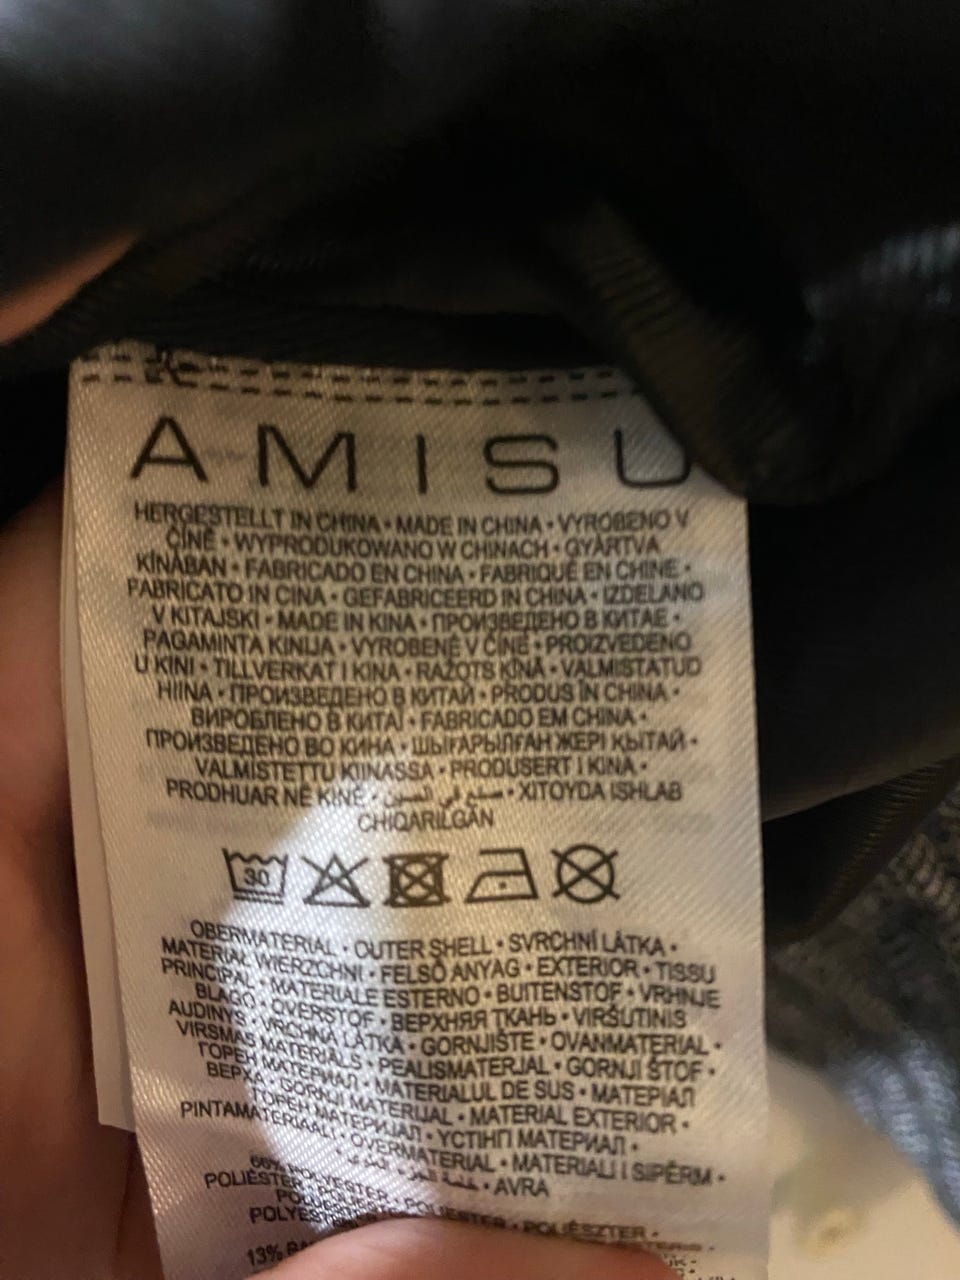 AMISU
HERGESTELLT IN CHINA • MADE IN CHINA • VYROBENO V
ČÍNĚ • WYPRODUKOWANO W CHINACH • GYÁRTVA
KÍNÁBAN • FABRICADO EN CHINA • FABRIQUÉ EN CHINE •
FABRICATO IN CINA • GEFABRICEERD IN CHINA • IZDELANO
V KITAJSKI • MADE IN KINA • ПРОИЗВЕДЕНО В КИТАЕ •
PAGAMINTA KINIJA • VYROBENÉ V ČÍNE • PROIZVEDENO
U KINI • TILLVERKAT I KINA • RAŽOTS ĶĪNĀ • VALMISTATUD
HIINA • ПРОИЗВЕДЕНО В КИТАЙ • PRODUS ÎN CHINA •
ВИРОБЛЕНО В КИТАЇ • FABRICADO EM CHINA •
ПРОИЗВЕДЕНО ВО КИНА • ШЫҒАРЫЛҒАН ЖЕРІ ҚЫТАЙ •
VALMISTETTU KIINASSA • PRODUSERT I KINA •
PRODHUAR NË KINË • صنع في الصين • XITOYDA ISHLAB
CHIQARILGAN
30
OBERMATERIAL • OUTER SHELL • SVRCHNÍ LÁTKA •
MATERIAŁ WIERZCHNI • FELSŐ ANYAG • EXTERIOR • TISSU
PRINCIPAL • MATERIALE ESTERNO • BUITENSTOF • VRHNJE
BLAGO • OVERSTOF • ВЕРХНЯЯ ТКАНЬ • VIRŠUTINIS
AUDINYS • VRCHNÁ LÁTKA • GORNJIŠTE • OVANMATERIAL •
VIRSMAS MATERIĀLS • PEALISMATERJAL • GORNJI ŠTOF •
ГОРЕН МАТЕРИАЛ • MATERIALUL DE SUS • МАТЕРІАЛ
ВЕРХА • GORNJI MATERIJAL • MATERIAL EXTERIOR •
ГОРЕН МАТЕРИЈАЛ • ҮСТІҢГІ МАТЕРИАЛ •
PINTAMATERIAALI • OVERMATERIAL • MATERIALI I SIPËRM •
• AVRA
66% POLYESTER • POLIÉSZTER •
POLIÉSTER
13%